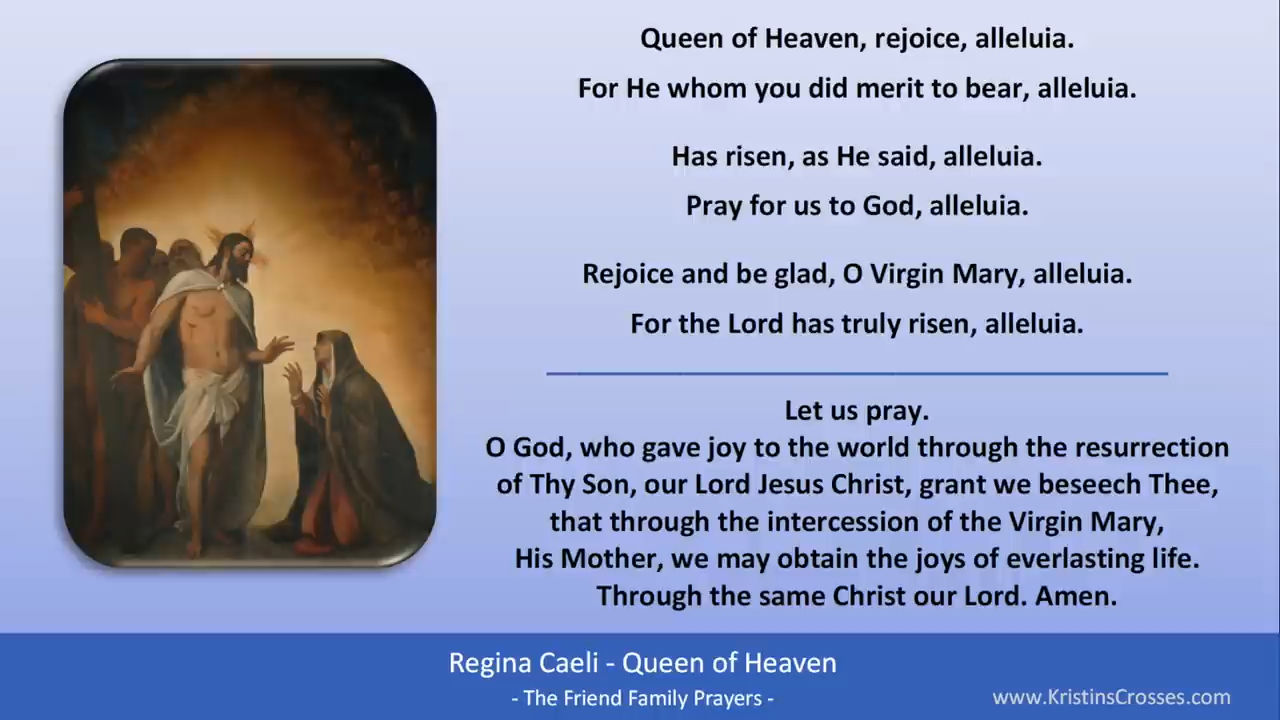 Queen of Heaven, rejoice, alleluia.
For He whom you did merit to bear, alleluia.
Has risen, as He said, alleluia.
Pray for us to God, alleluia.
Rejoice and be glad, O Virgin Mary, alleluia.
For the Lord has truly risen, alleluia.
Let us pray.
O God, who gave joy to the world through the resurrection
of Thy Son, our Lord Jesus Christ, grant we beseech Thee,
that through the intercession of the Virgin Mary,
His Mother, we may obtain the joys of everlasting life.
Through the same Christ our Lord. Amen.
Regina Caeli - Queen of Heaven
- The Friend Family Prayers -
www.KristinsCrosses.com